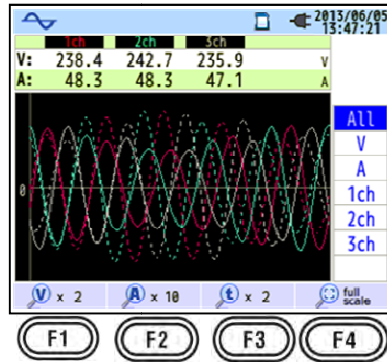 2013/06/05
13:47:21
1ch 2ch 3ch
V: 238.4 242.7 235.9 V
A: 48.3 48.3 47.1 A
All
V
A
1ch
2ch
3ch
0
V x 2 A x 10 t x 2 full scale
F1 F2 F3 F4